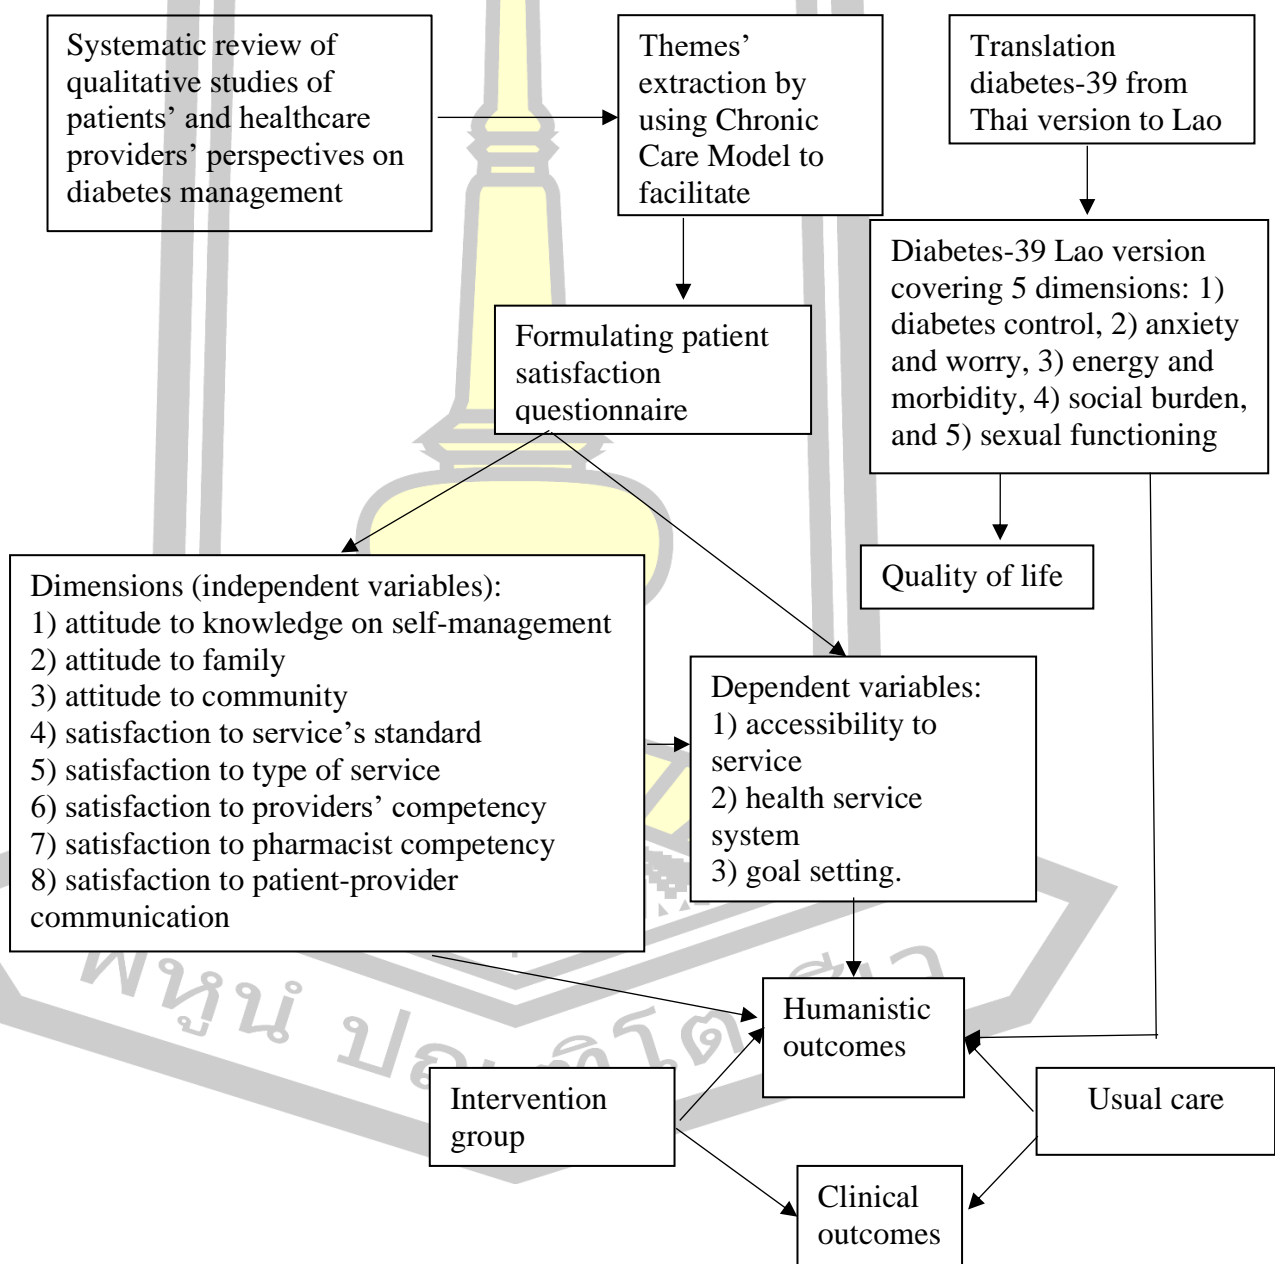 Systematic review of
qualitative studies of
patients’ and healthcare
providers’ perspectives on
diabetes management
Themes’
extraction by
using Chronic
Care Model to
facilitate
Translation
diabetes-39 from
Thai version to Lao
Diabetes-39 Lao version
covering 5 dimensions: 1)
diabetes control, 2) anxiety
and worry, 3) energy and
morbidity, 4) social burden,
and 5) sexual functioning
Formulating patient
satisfaction
questionnaire
Quality of life
Dimensions (independent variables):
1) attitude to knowledge on self-management
2) attitude to family
3) attitude to community
4) satisfaction to service’s standard
5) satisfaction to type of service
6) satisfaction to providers’ competency
7) satisfaction to pharmacist competency
8) satisfaction to patient-provider
communication
Dependent variables:
1) accessibility to
service
2) health service
system
3) goal setting.
Humanistic
outcomes
Intervention
group
Usual care
Clinical
outcomes
พหูนํ